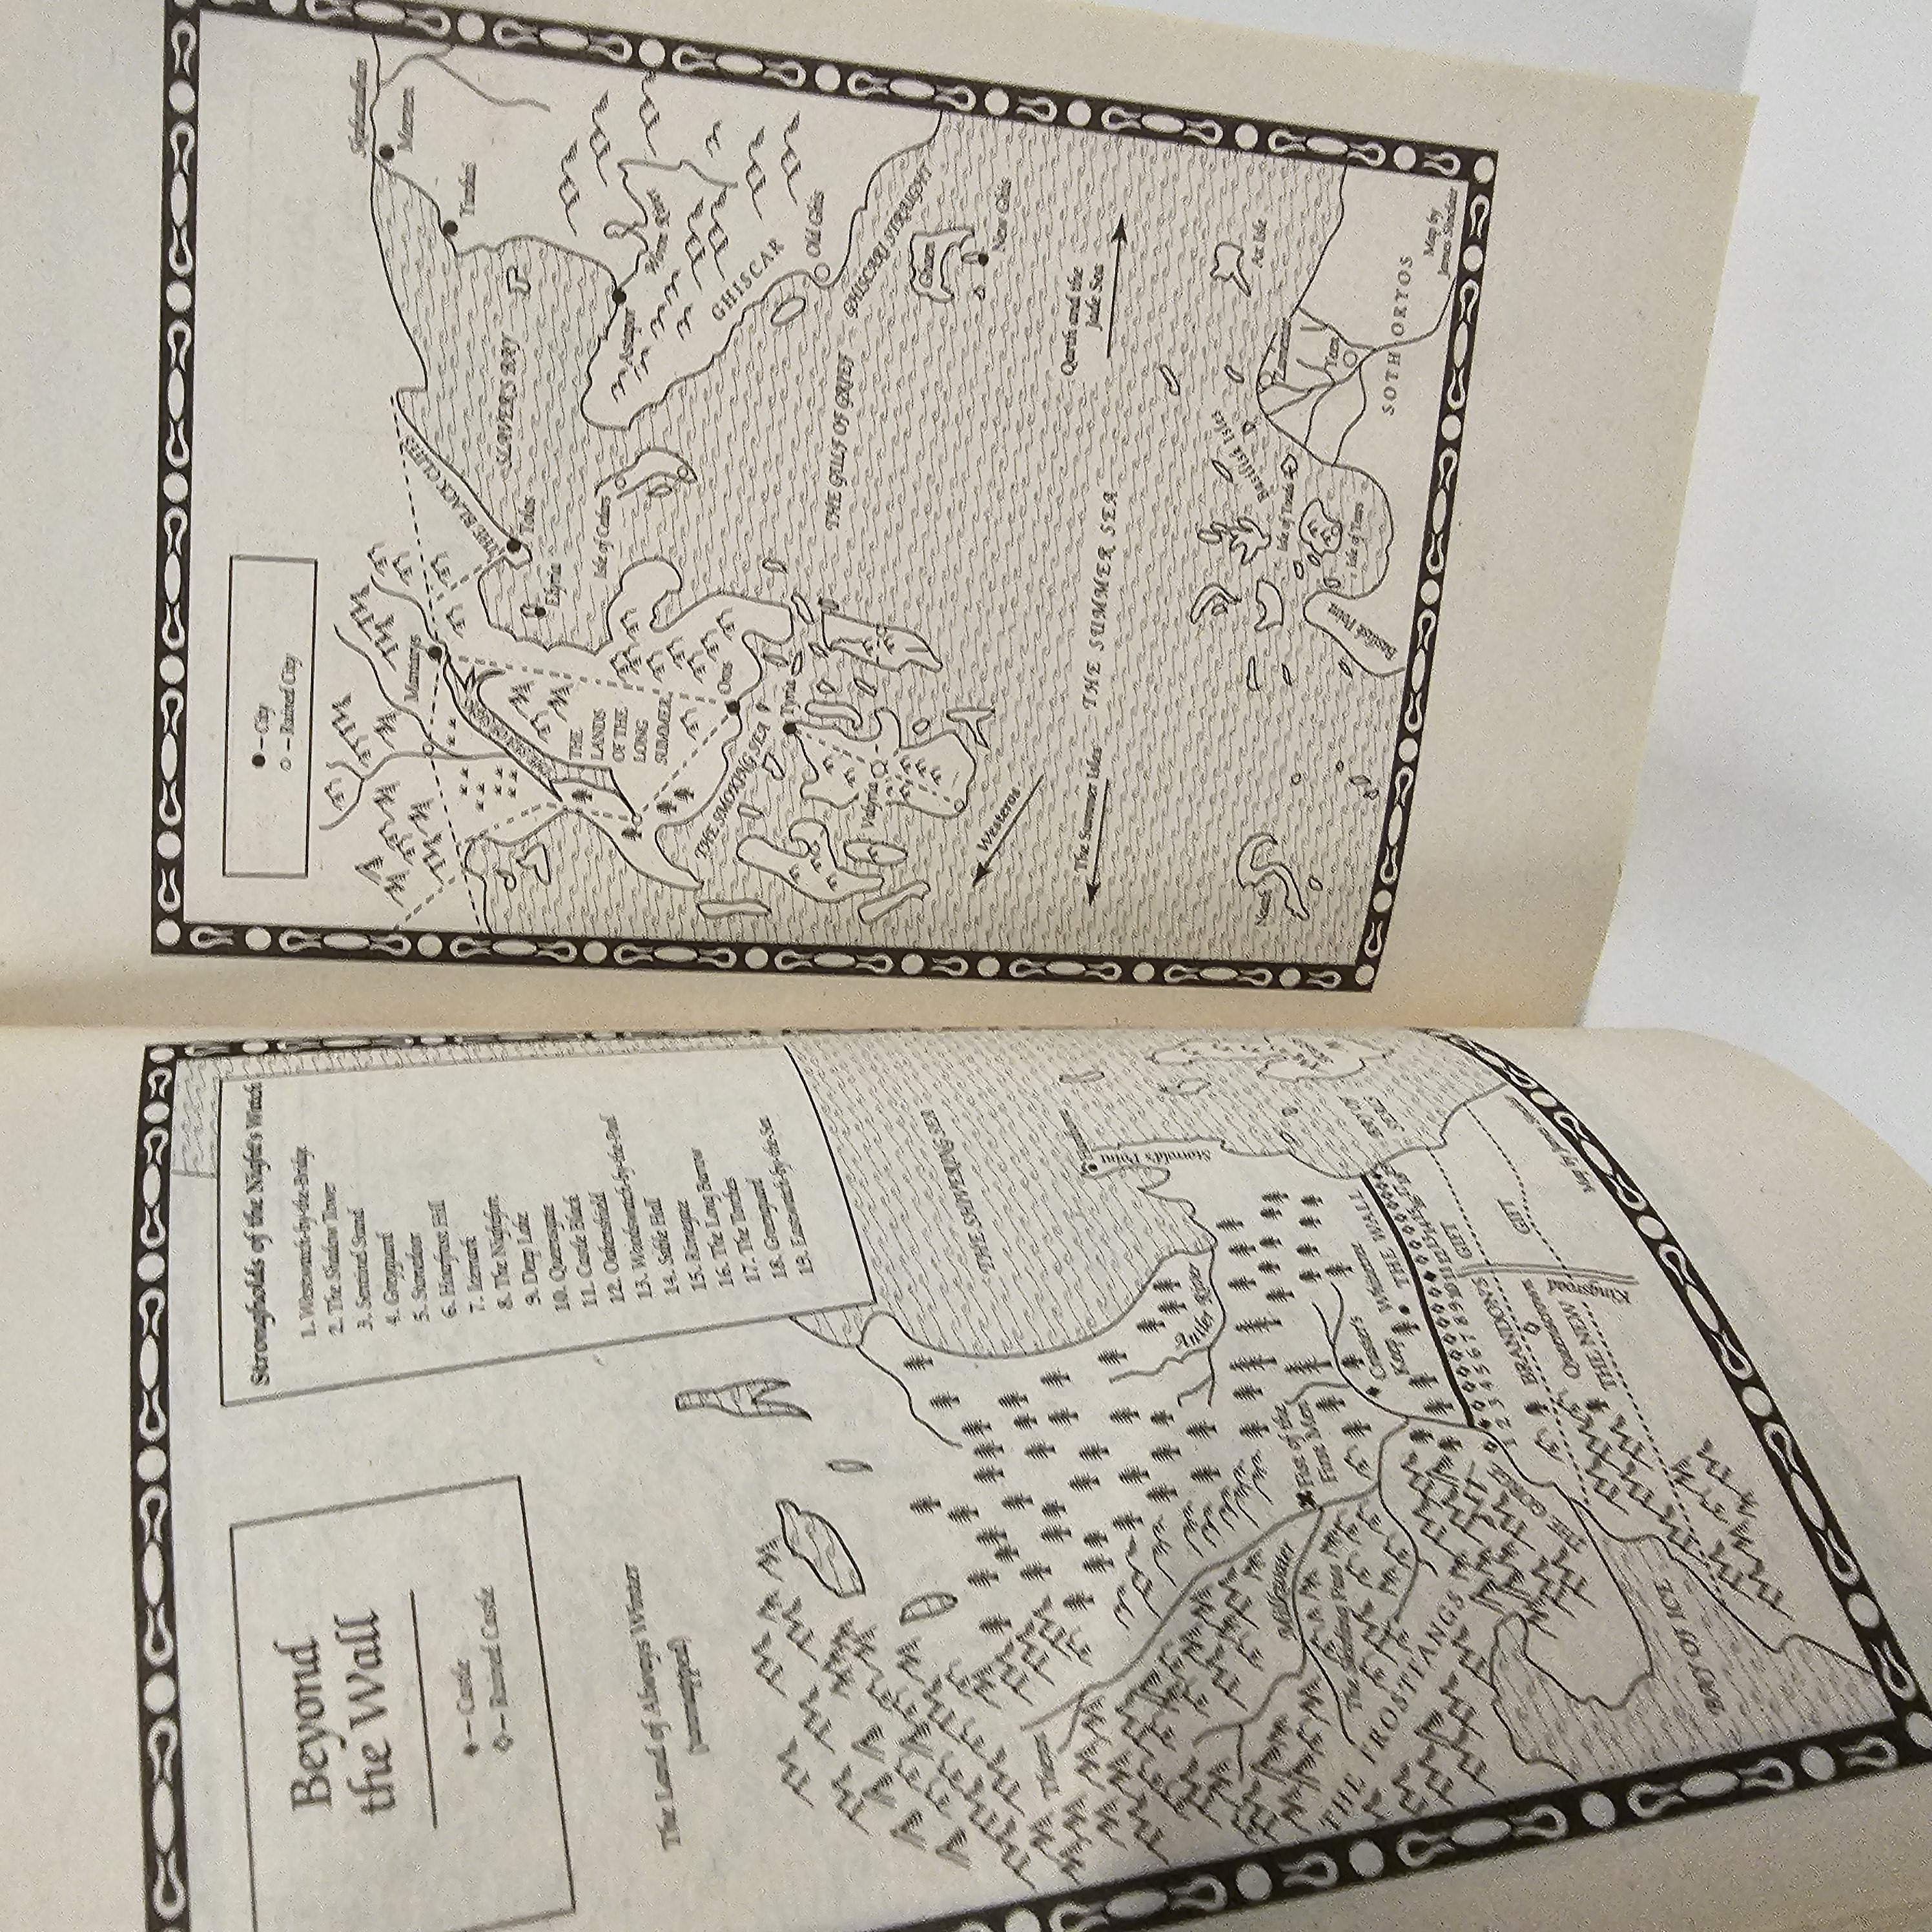 Beyond
the Wall
– Castle
– Ruined Castle
Strongholds of the Night's Watch
1. Westwatch-by-the-Bridge
2. The Shadow Tower
3. Sentinel Stand
4. Greyguard
5. Stonedoor
6. Hoarfrost Hill
7. Icemark
8. The Nightfort
9. Deep Lake
10. Queensgate
11. Castle Black
12. Oakenshield
13. Woodswatch-by-the-Pool
14. Sable Hall
15. Rimegate
16. The Long Barrow
17. The Torches
18. Greenguard
19. Eastwatch-by-the-Sea
The Land of Always Winter
(unmapped)
THE SHIVERING SEA
Thenn
Hardhome
Storrold's Point
Antler River
Milkwater
Fist of the
First Men
The Skirling Pass
THE FROSTFANGS
Craster's
Keep
Whitetree
THE WALL
BAY OF
SEALS
1 2 3 4 5 6 7 8 9 10 11 12 13 14 15 16 17 18 19
THE GORGE
BRANDON'S GIFT
Queenscrown
THE NEW GIFT
Kingsroad
BAY OF ICE
Map by James Sinclair
– City
– Ruined City
Skahazadhan
Meereen
Yunkai
Mantarys
THE BLACK CLIFFS
SLAVER'S BAY
Tolos
Elyria
THE
LANDS
OF THE
LONG
SUMMER
Isle of Cedars
Astapor
Worm River
GHISCAR
Oros
THE SMOKING SEA
Tyria
Old Ghis
THE GULF OF GRIEF
GHISCARI STRAIGHT
Valyria
Ghaen
New Ghis
Westeros
The Summer Isles
THE SUMMER SEA
Qarth and the
Jade Sea
Naath
Basilisk Isles
Ax Isle
Isle of Toads
Zamettar
Yeen
Isle of Tears
Basilisk Point
SOTHORYOS
Map by
James Sinclair